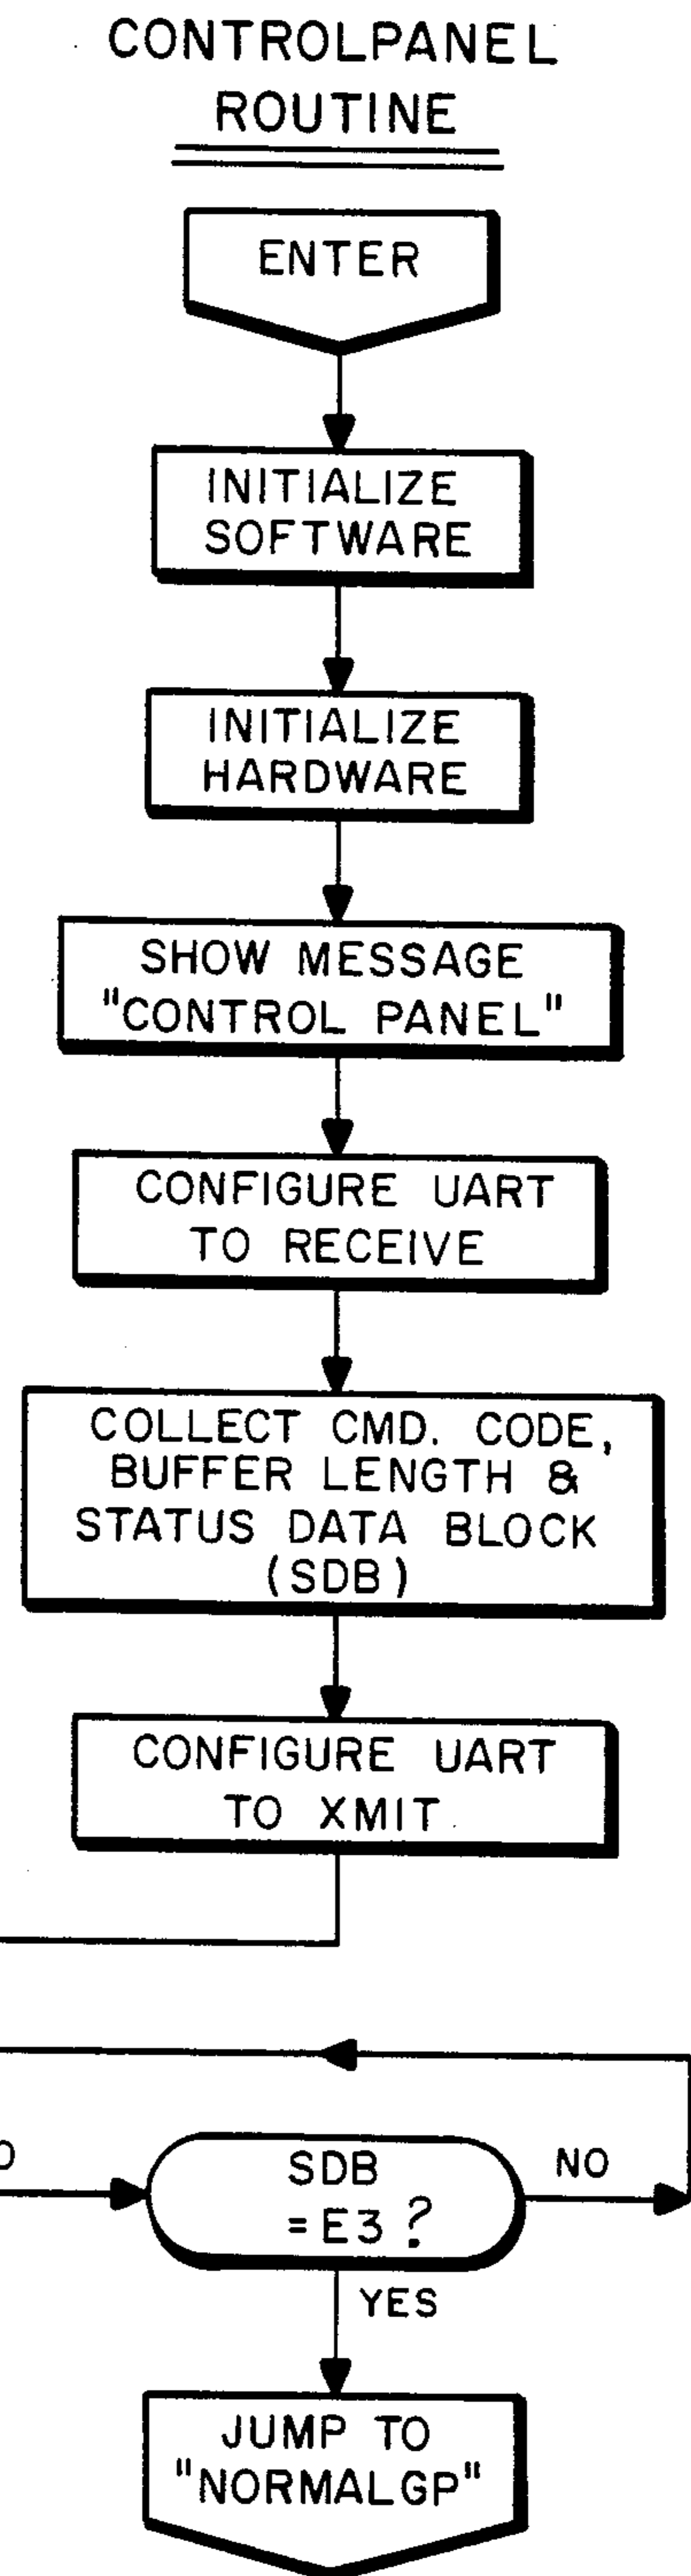 CONTROLPANEL
ROUTINE
ENTER
INITIALIZE
SOFTWARE
INITIALIZE
HARDWARE
SHOW MESSAGE
"CONTROL PANEL"
CONFIGURE UART
TO RECEIVE
COLLECT CMD. CODE,
BUFFER LENGTH &
STATUS DATA BLOCK
(SDB)
CONFIGURE UART
TO XMIT
SDB
= E3 ?
NO
YES
JUMP TO
"NORMALGP"